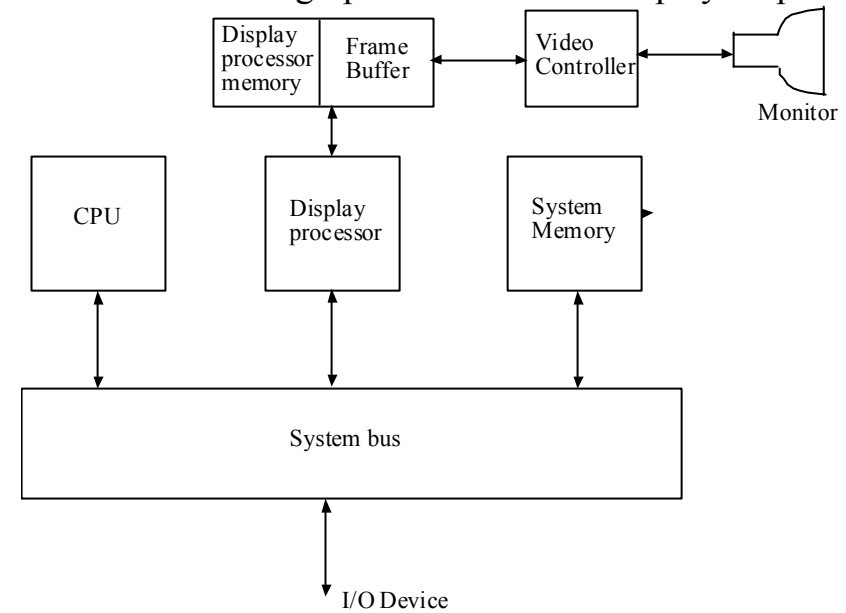 Display
processor
memory
Frame
Buffer
Video
Controller
Monitor
CPU
Display
processor
System
Memory
System bus
I/O Device